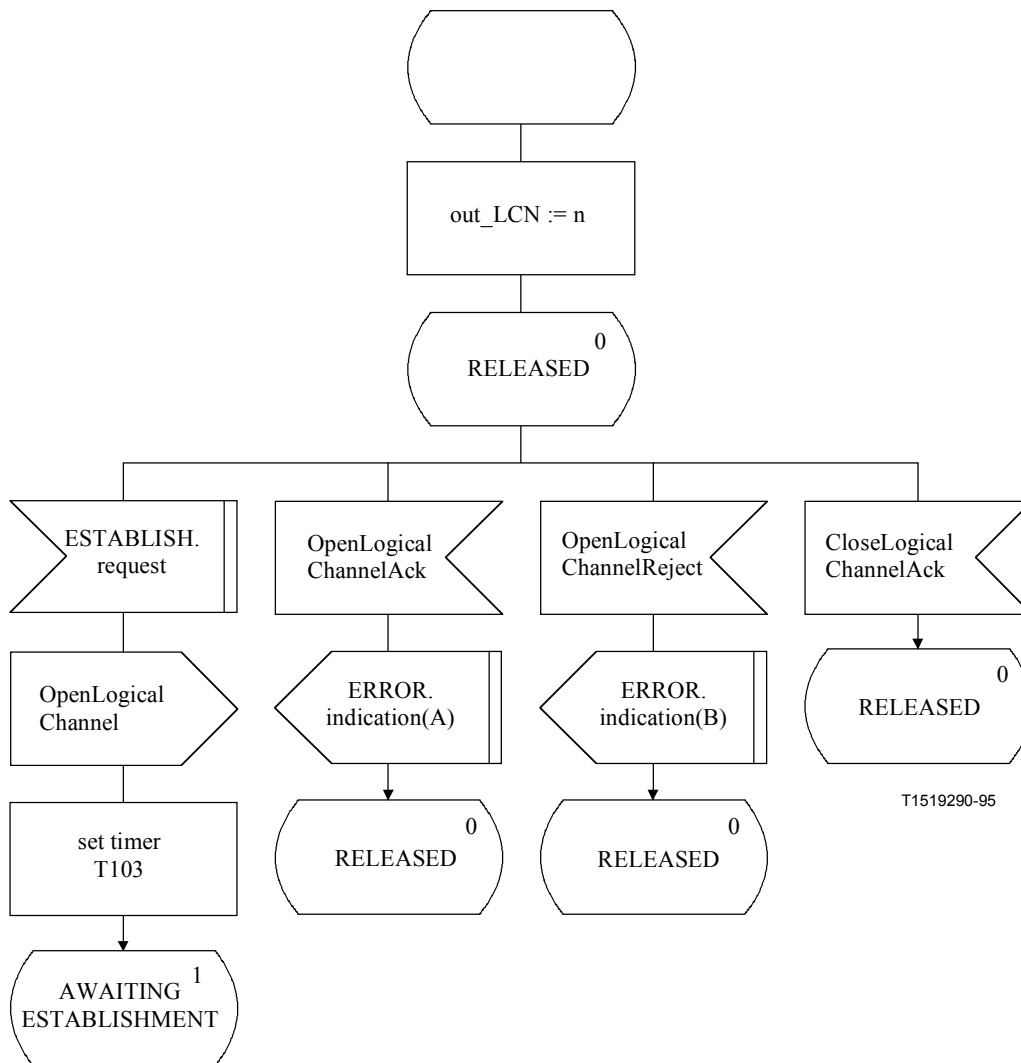 out_LCN := n
0
RELEASED
ESTABLISH.
request
OpenLogical
ChannelAck
OpenLogical
ChannelReject
CloseLogical
ChannelAck
OpenLogical
Channel
ERROR.
indication(A)
ERROR.
indication(B)
0
RELEASED
T1519290-95
set timer
T103
0
RELEASED
0
RELEASED
1
AWAITING
ESTABLISHMENT